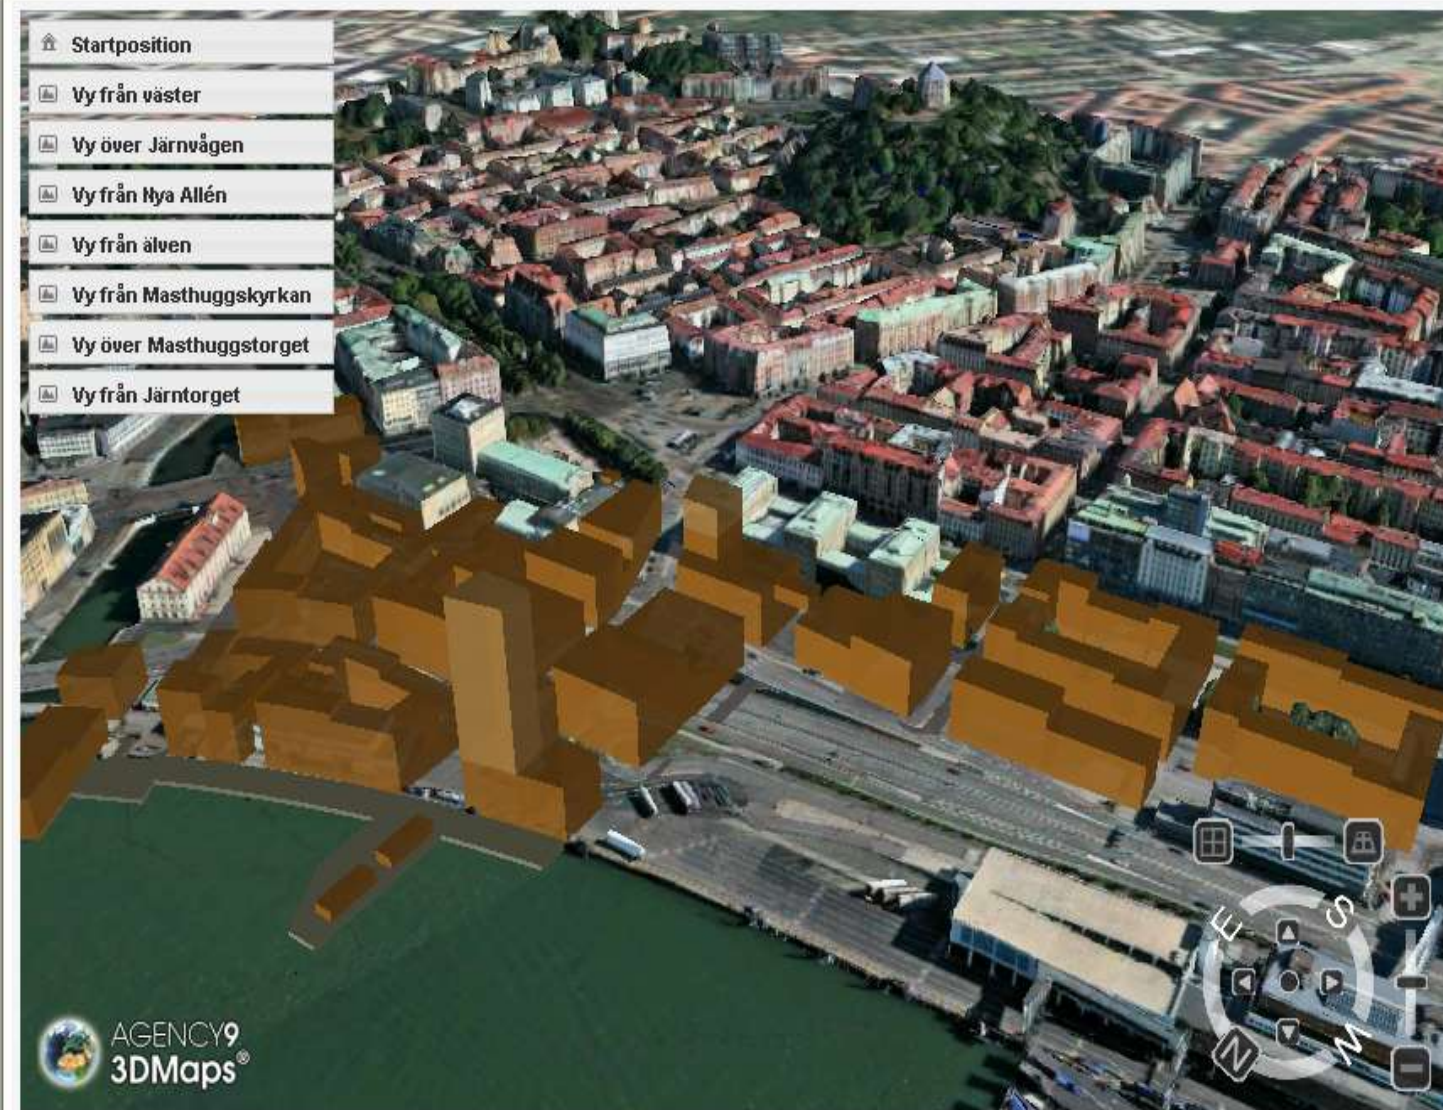 Startposition
Vy från väster
Vy över Järnvågen
Vy från Nya Allén
Vy från älven
Vy från Masthuggskyrkan
Vy över Masthuggstorget
Vy från Järntorget
E
S
N
W
AGENCY9
3DMaps®